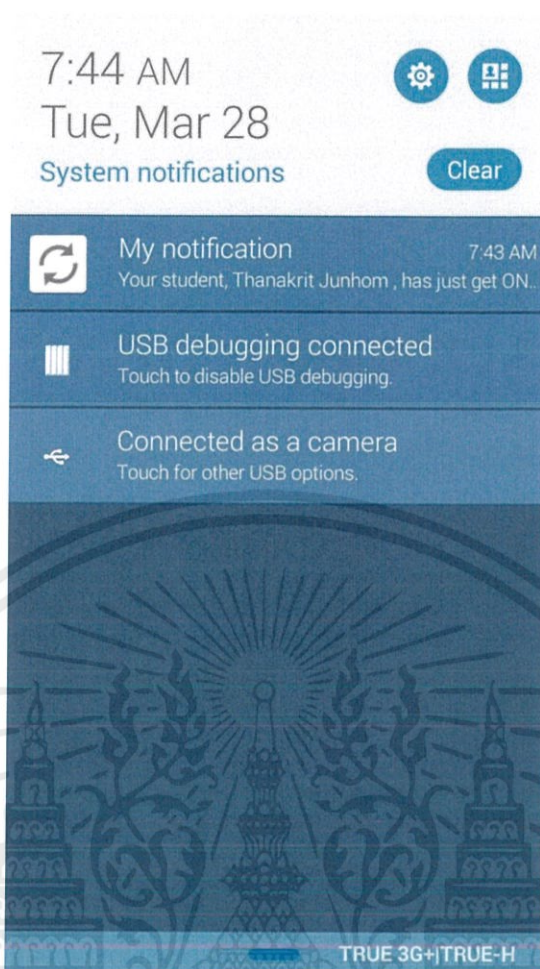 7:44 AM
Tue, Mar 28
System notifications
Clear
My notification 7:43 AM
Your student, Thanakrit Junhom , has just get ON..
USB debugging connected
Touch to disable USB debugging.
Connected as a camera
Touch for other USB options.
TRUE 3G+|TRUE-H